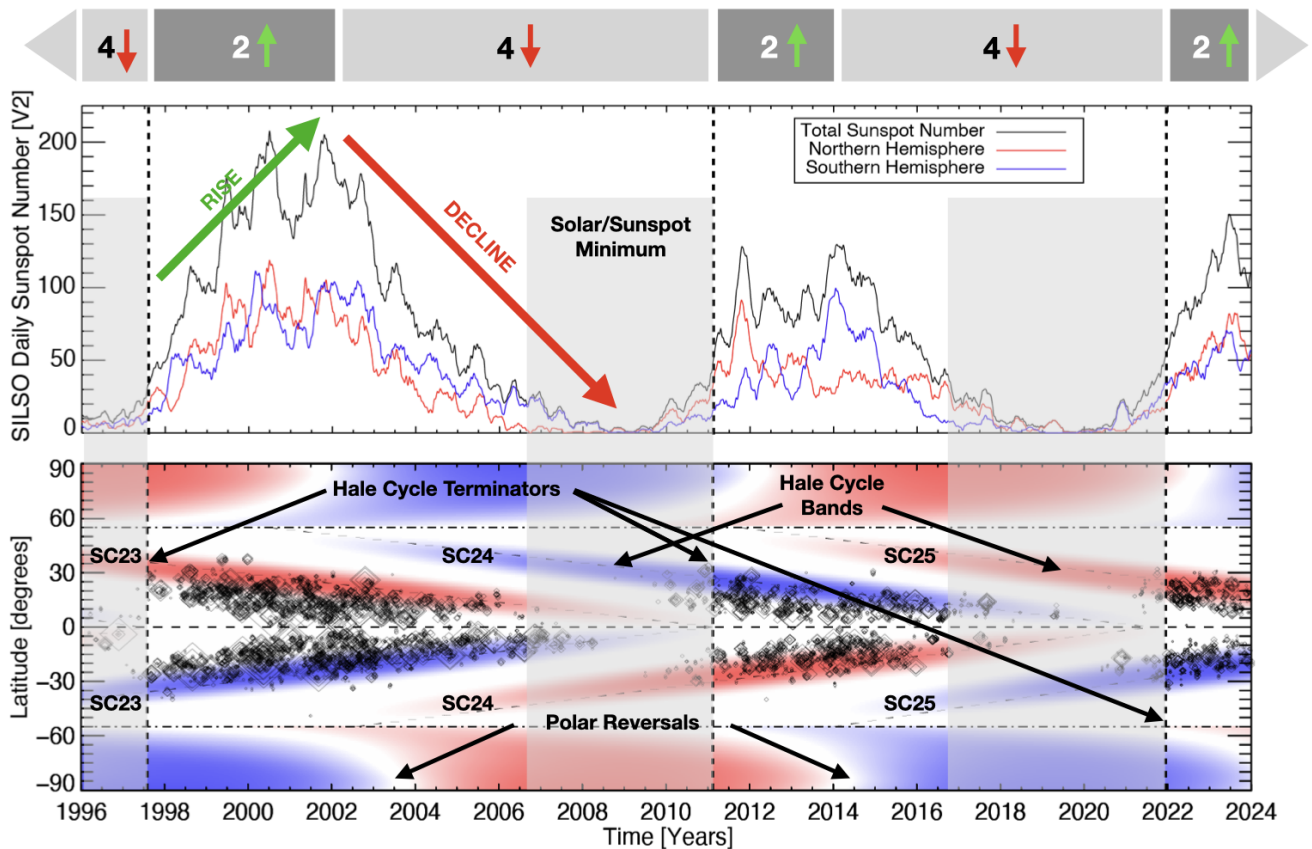 4
2
4
2
4
2
SILSO Daily Sunspot Number [V2]
200
150
100
50
0
RISE
DECLINE
Solar/Sunspot
Minimum
Total Sunspot Number
Northern Hemisphere
Southern Hemisphere
Latitude [degrees]
90
60
30
0
−30
−60
−90
Hale Cycle Terminators
Hale Cycle
Bands
SC23
SC24
SC25
SC23
SC24
SC25
Polar Reversals
1996 1998 2000 2002 2004 2006 2008 2010 2012 2014 2016 2018 2020 2022 2024
Time [Years]